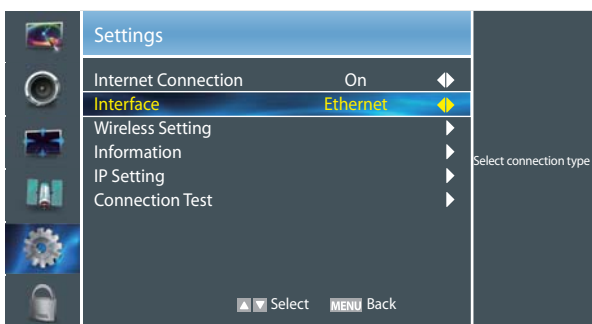 Settings
Internet Connection On
Interface Ethernet
Wireless Setting
Information
IP Setting
Connection Test
Select connection type
Select MENU Back